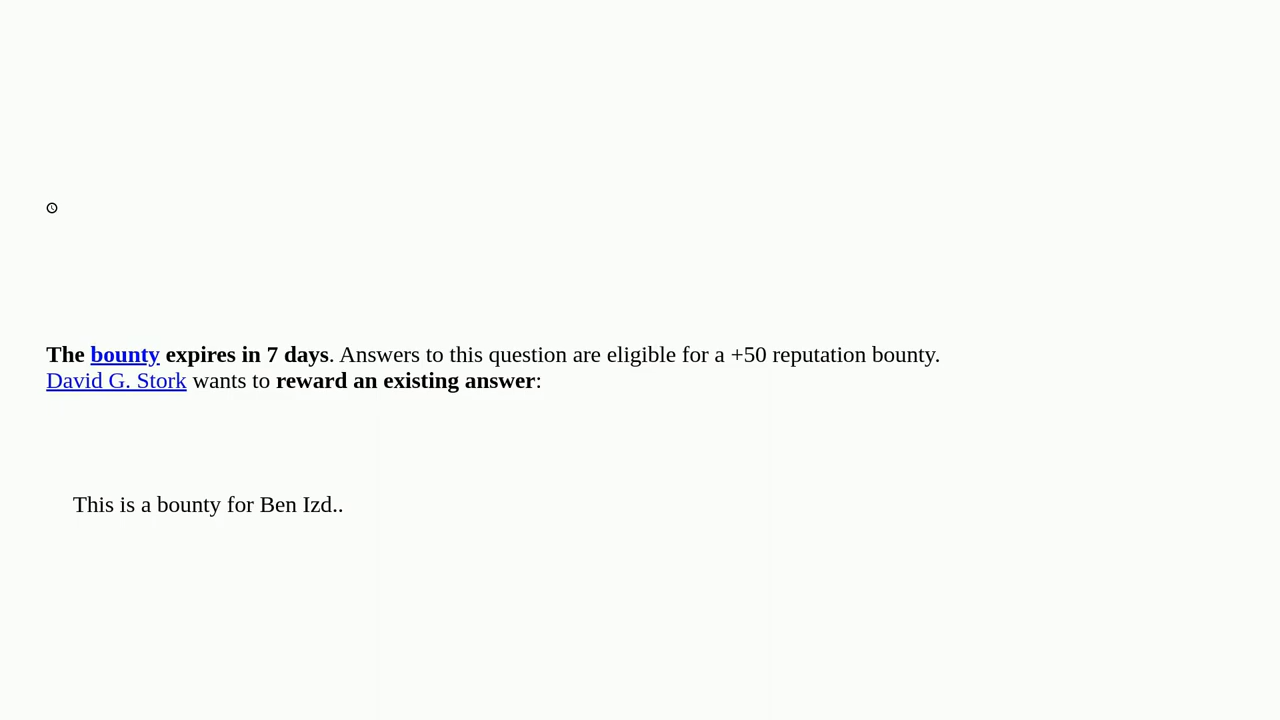 The bounty expires in 7 days. Answers to this question are eligible for a +50 reputation bounty.
David G. Stork wants to reward an existing answer:
This is a bounty for Ben Izd..